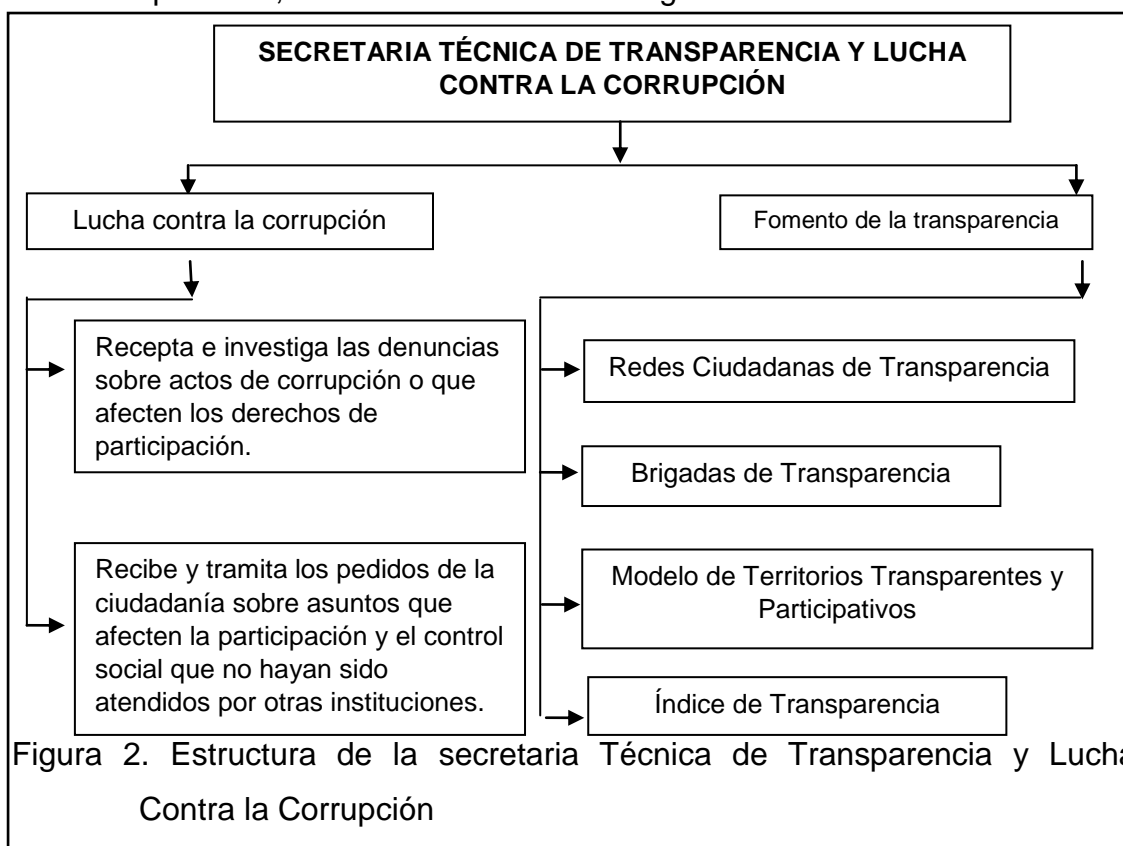 SECRETARIA TÉCNICA DE TRANSPARENCIA Y LUCHA
CONTRA LA CORRUPCIÓN
Lucha contra la corrupción
Fomento de la transparencia
Recepta e investiga las denuncias
sobre actos de corrupción o que
afecten los derechos de
participación.
Recibe y tramita los pedidos de la
ciudadanía sobre asuntos que
afecten la participación y el control
social que no hayan sido
atendidos por otras instituciones.
Redes Ciudadanas de Transparencia
Brigadas de Transparencia
Modelo de Territorios Transparentes y
Participativos
Índice de Transparencia
Figura 2. Estructura de la secretaria Técnica de Transparencia y Lucha
Contra la Corrupción